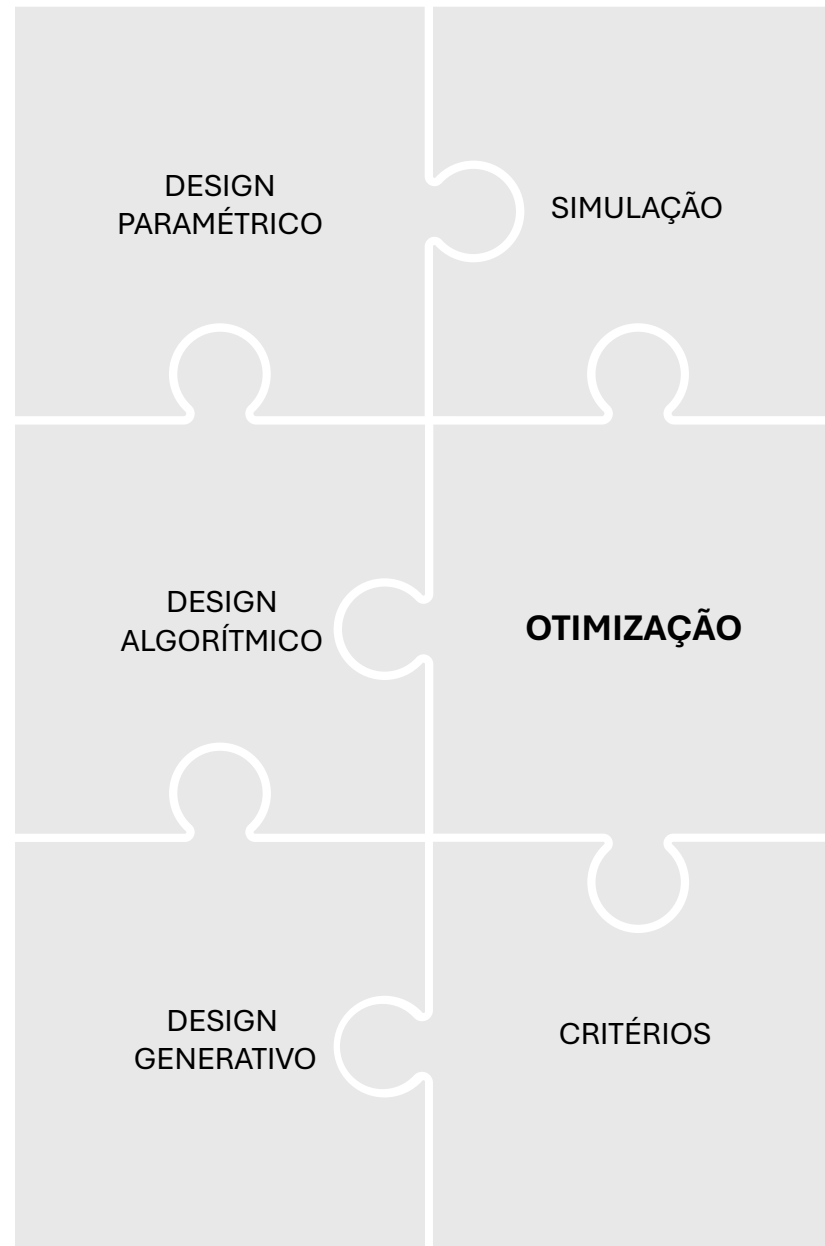 DESIGN
PARAMÉTRICO
SIMULAÇÃO
DESIGN
ALGORÍTMICO
OTIMIZAÇÃO
DESIGN
GENERATIVO
CRITÉRIOS